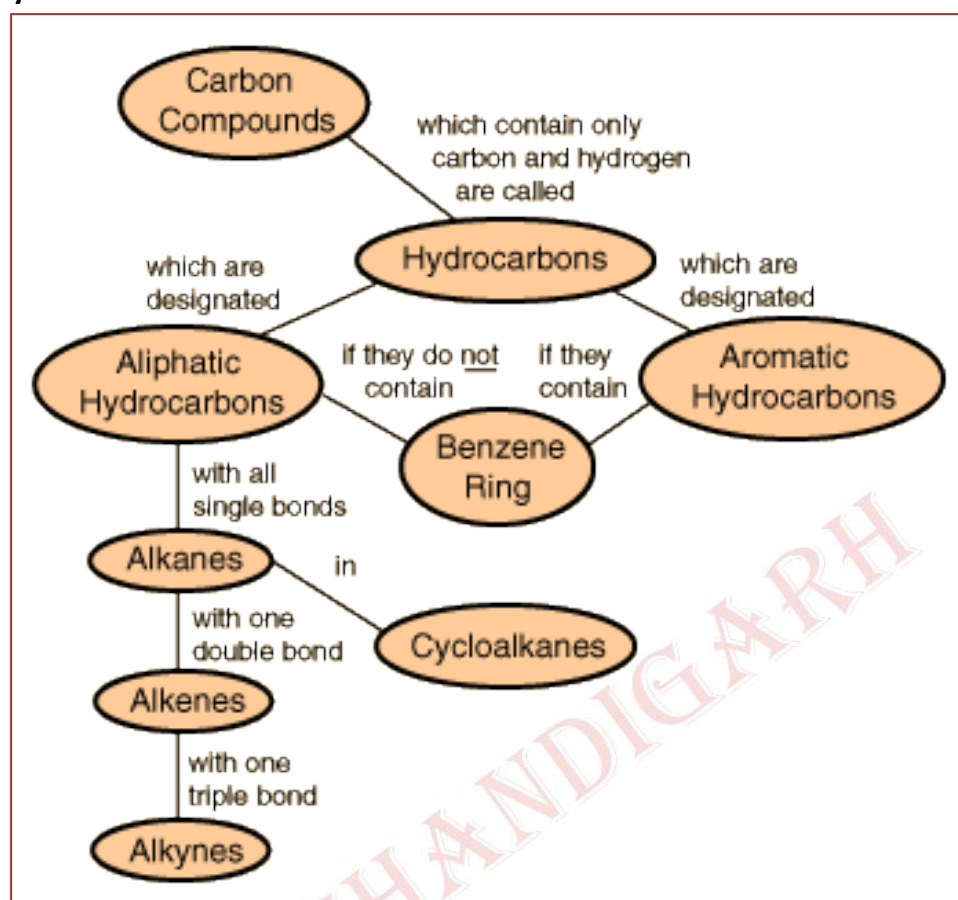 Carbon
Compounds
which contain only
carbon and hydrogen
are called
Hydrocarbons
which are
designated
which are
designated
Aliphatic
Hydrocarbons
if they do not
contain
if they
contain
Aromatic
Hydrocarbons
Benzene
Ring
with all
single bonds
Alkanes
in
with one
double bond
Cycloalkanes
Alkenes
with one
triple bond
Alkynes